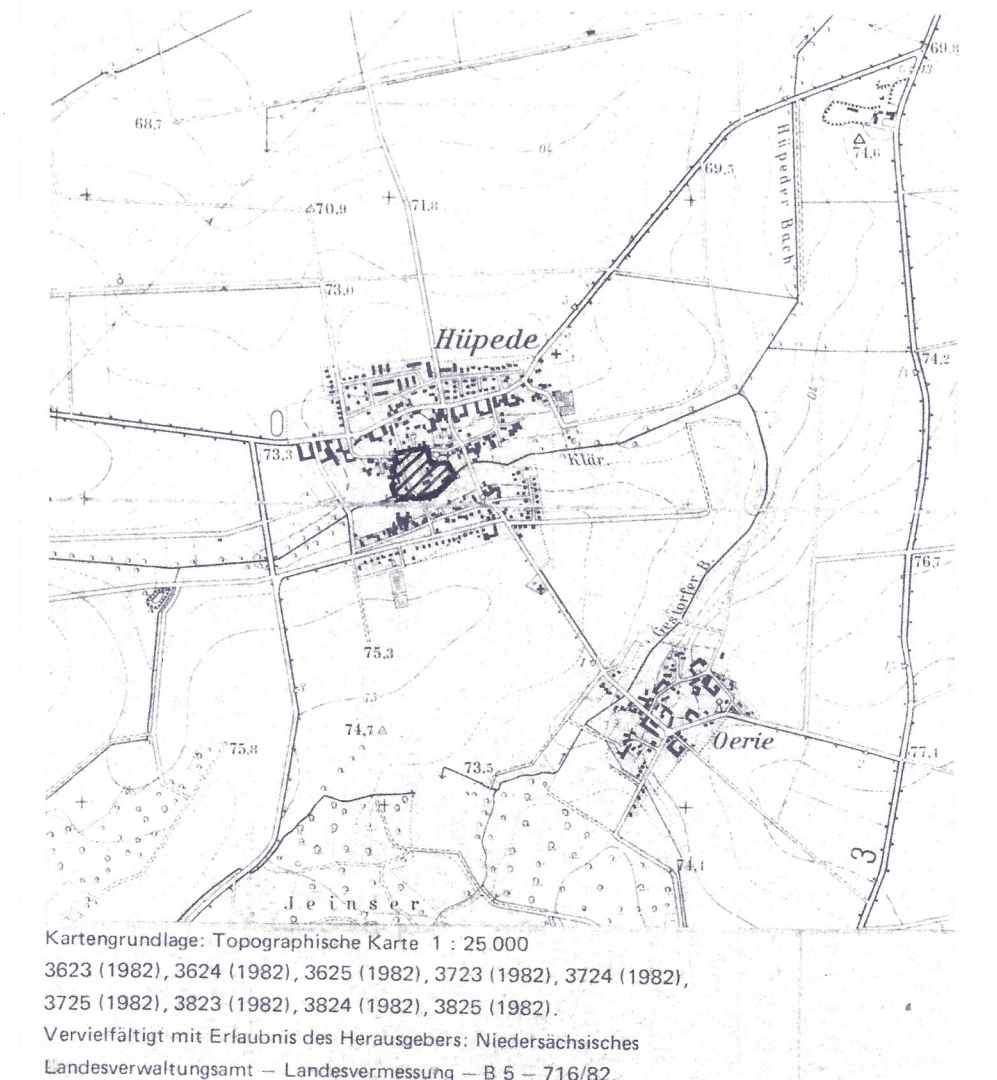 69,8
68,7
74,6
69,5
Hüpeder Bach
70,9
71,8
73,0
Hüpede
74,2
73,3
Klär.
76,7
Gestorfer B.
75,3
75
74,7
75,8
73,5
Oerie
77,1
3
74,1
Jeinser
Kartengrundlage: Topographische Karte 1 : 25 000
3623 (1982), 3624 (1982), 3625 (1982), 3723 (1982), 3724 (1982),
3725 (1982), 3823 (1982), 3824 (1982), 3825 (1982).
Vervielfältigt mit Erlaubnis des Herausgebers: Niedersächsisches
Landesverwaltungsamt — Landesvermessung — B 5 — 716/82.